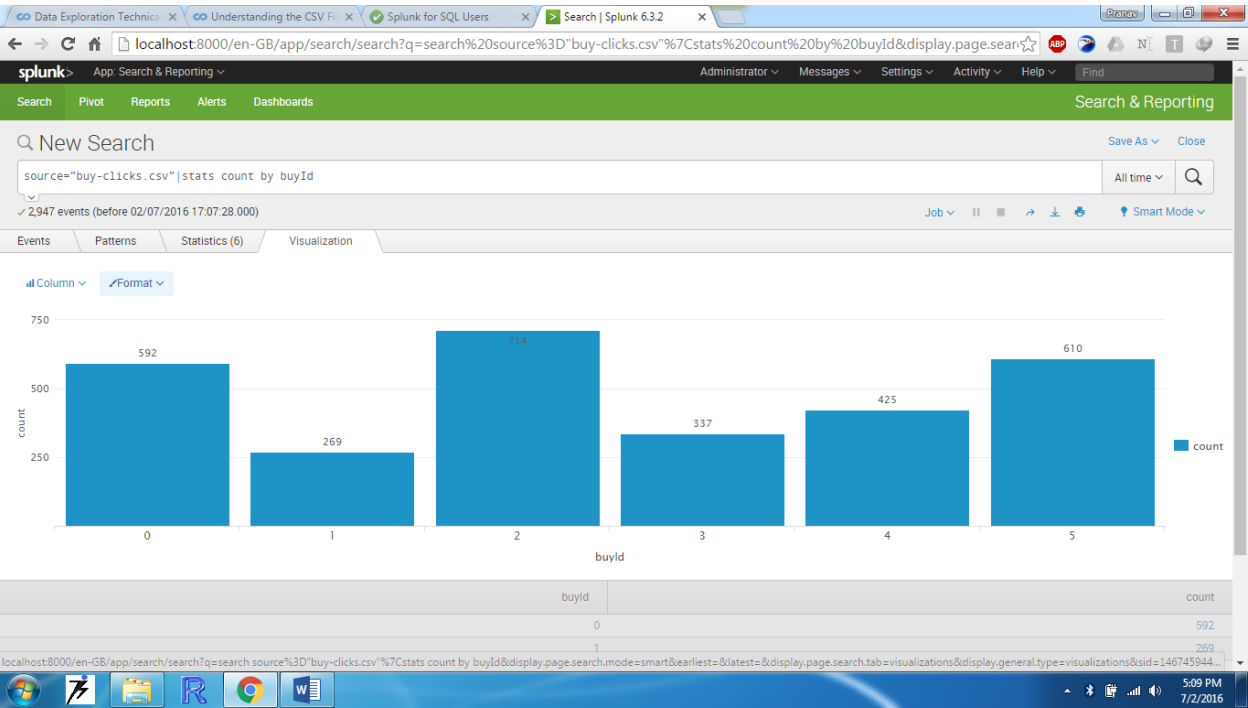 Data Exploration Technice
Understanding the CSV Fi
Splunk for SQL Users
Search | Splunk 6.3.2
Pranav
localhost:8000/en-GB/app/search/search?q=search%20source%3D"buy-clicks.csv"%7Cstats%20count%20by%20buyId&display.page.sear
ABP
T
splunk> App: Search & Reporting
Administrator Messages Settings Activity Help Find
Search Pivot Reports Alerts Dashboards Search & Reporting
New Search Save As Close
source="buy-clicks.csv"|stats count by buyId All time
2,947 events (before 02/07/2016 17:07:28.000) Job Smart Mode
Events Patterns Statistics (6) Visualization
Column Format
750
500
250
count
592
269
714
337
425
610
count
0 1 2 3 4 5
buyId
buyId count
0 592
1 269
localhost:8000/en-GB/app/search/search?q=search source%3D"buy-clicks.csv"%7Cstats count by buyId&display.page.search.mode=smart&earliest=&latest=&display.page.search.tab=visualizations&display.general.type=visualizations&sid=146745944...
R
W
5:09 PM
7/2/2016